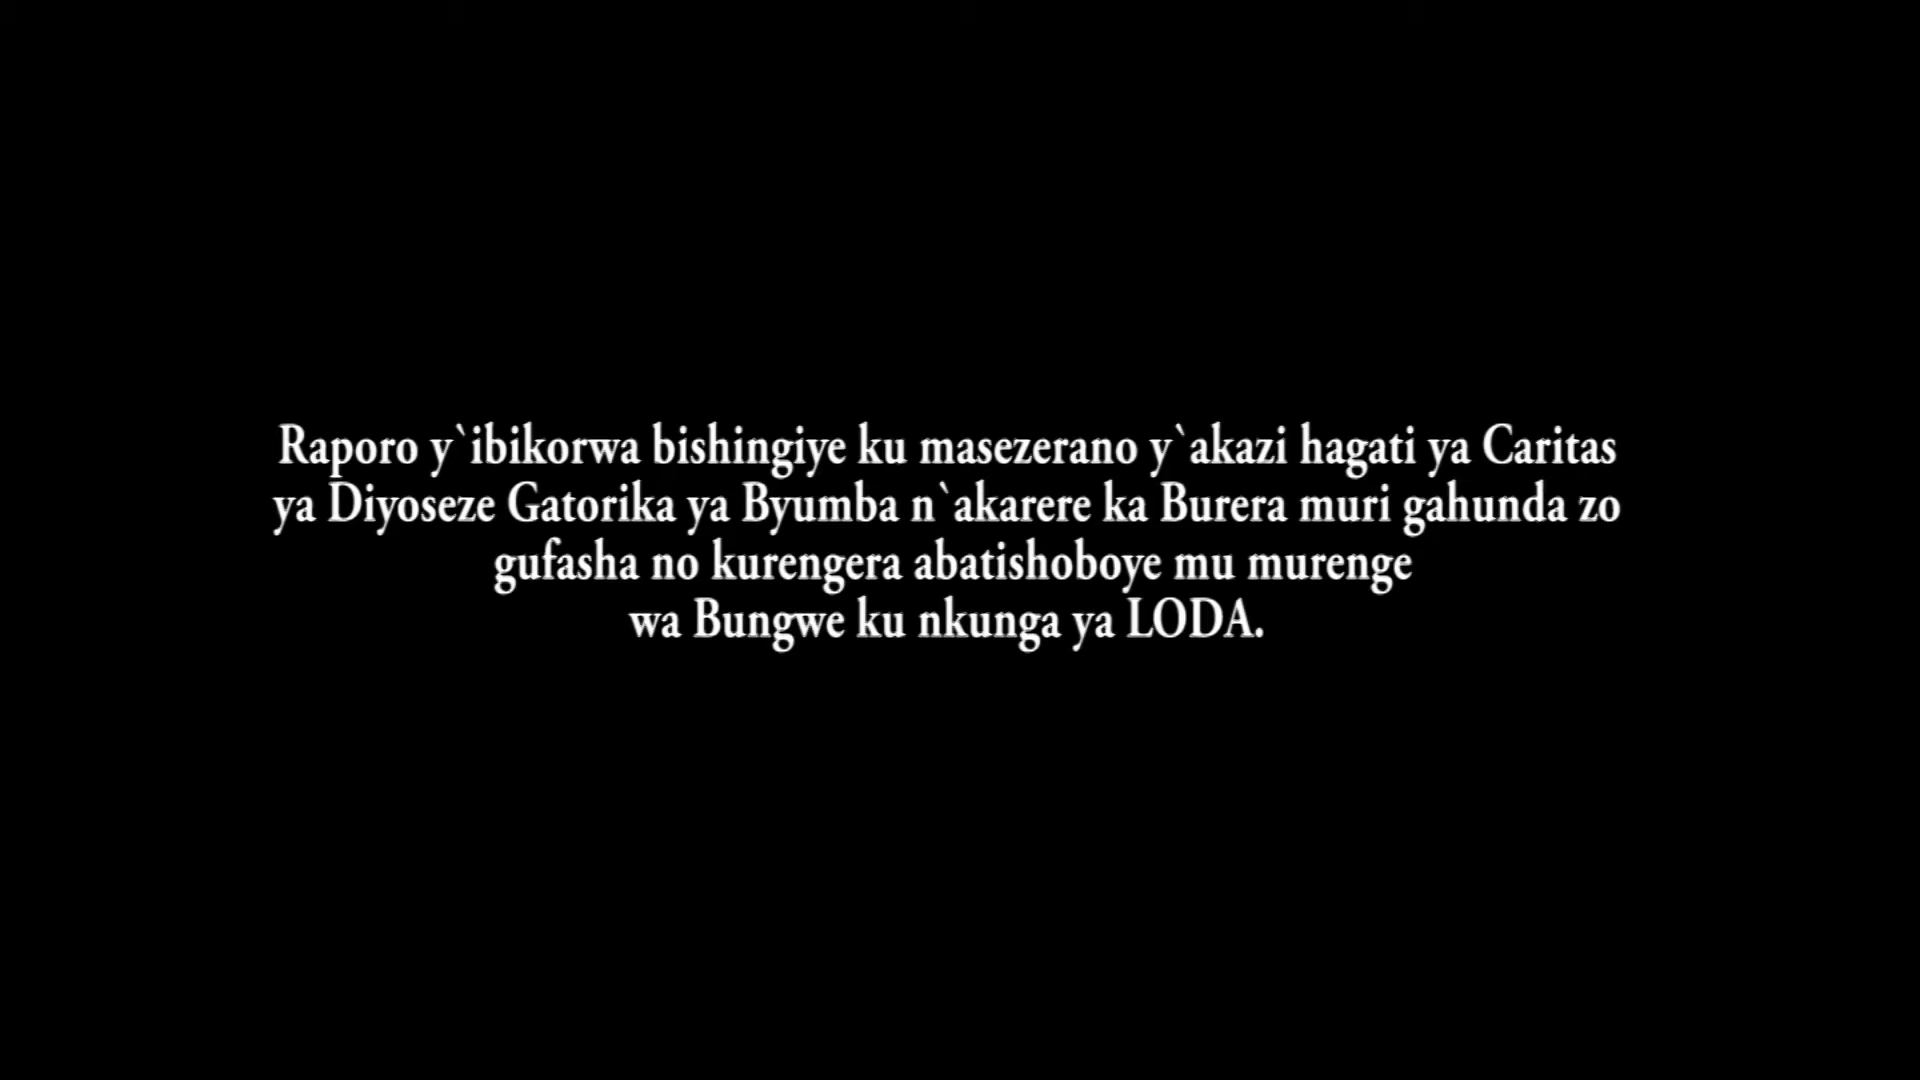 Raporo y`ibikorwa bishingiye ku masezerano y`akazi hagati ya Caritas
ya Diyoseze Gatorika ya Byumba n`akarere ka Burera muri gahunda zo
gufasha no kurengera abatishoboye mu murenge
wa Bungwe ku nkunga ya LODA.